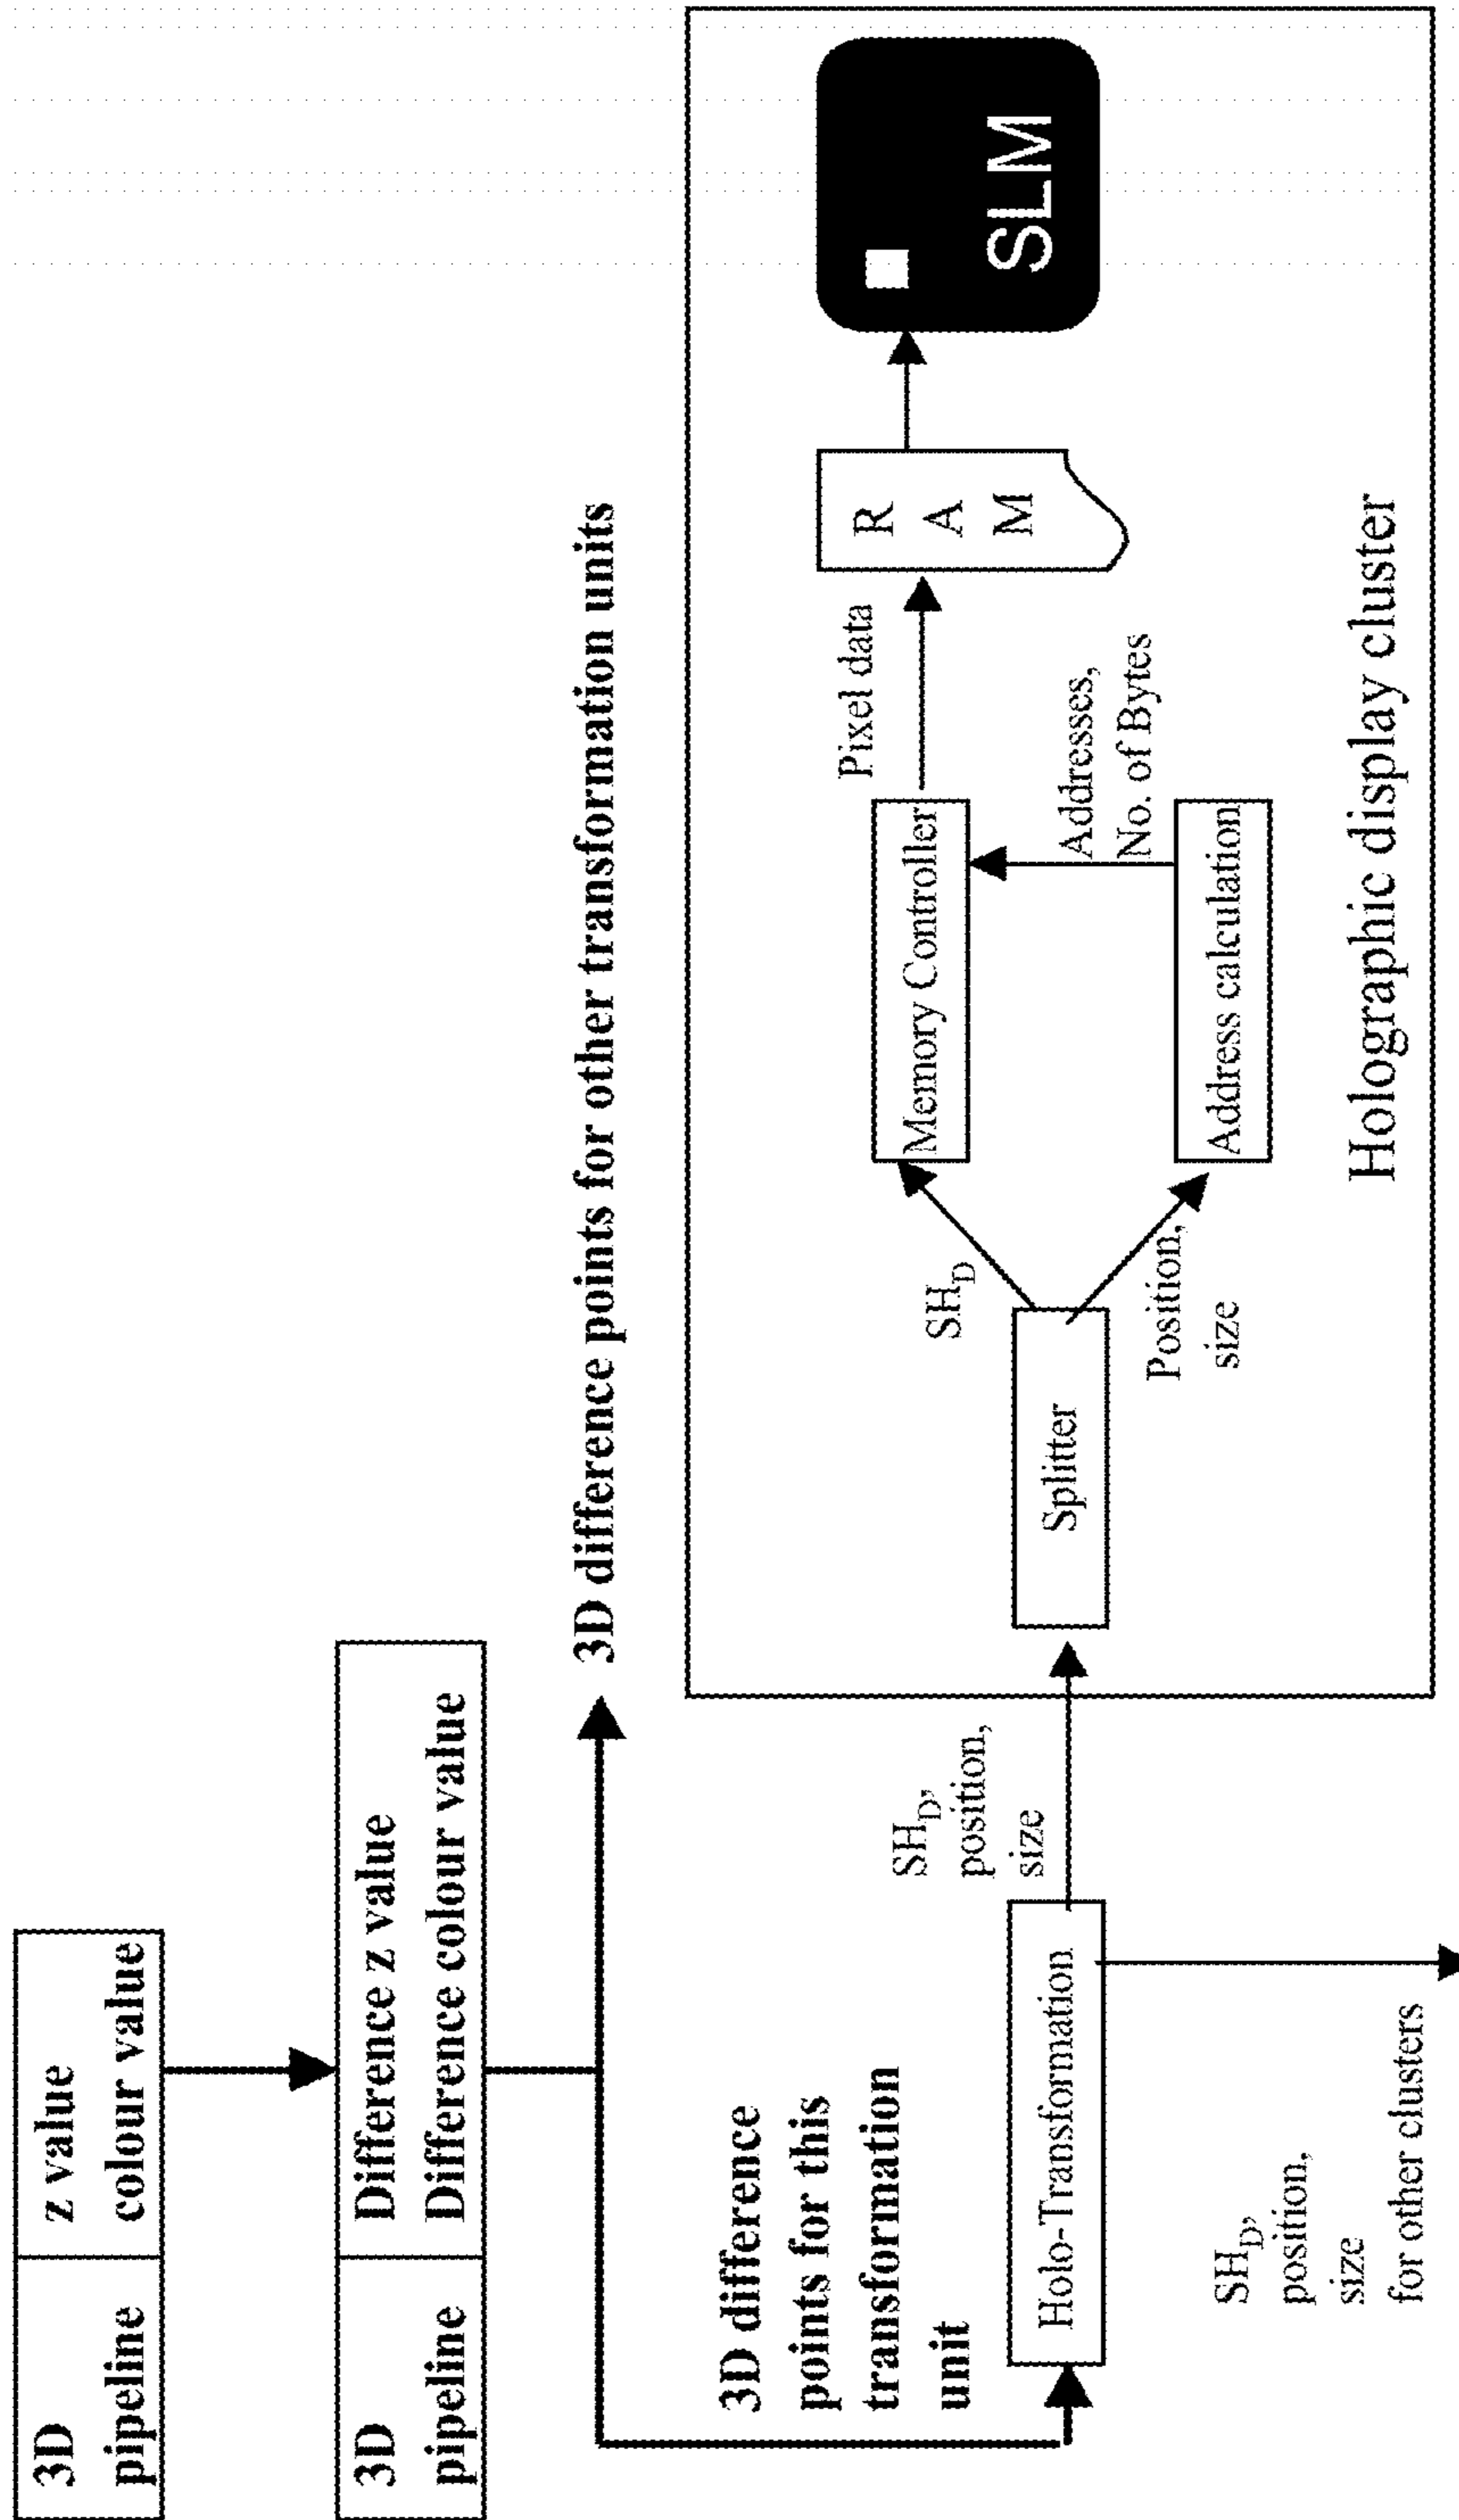 3D
pipeline
z value
colour value
3D
pipeline
Difference z value
Difference colour value
3D difference points for other transformation units
3D difference
points for this
transformation
unit
Holo-Transformation
SH_D,
position,
size
SH_D,
position,
size
for other clusters
Splitter
SH_D
Position,
size
Memory Controller
Address calculation
Addresses,
No. of Bytes
Pixel data
R
A
M
SLM
Holographic display cluster